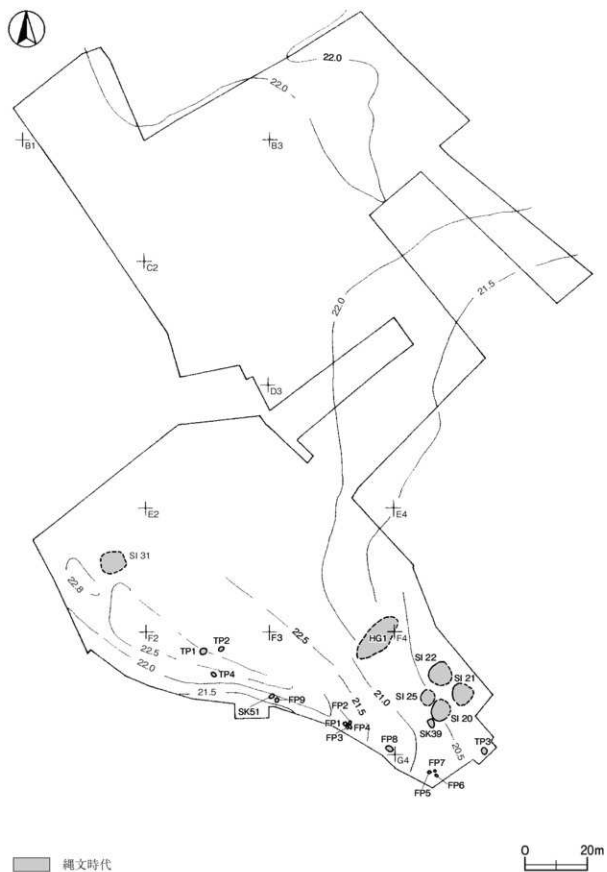 22.0
22.0
B1
B3
C2
22.0
21.5
D3
E2
E4
SI 31
22.8
F2
F3
F4
HG1
22.5
22.5
TP1
TP2
22.0
TP4
SI 22
SI 21
SI 25
SI 20
21.0
21.5
21.5
SK51
FP9
FP2
FP1
FP4
FP3
SK39
20.5
TP3
FP8
G4
FP7
FP5
FP6
縄文時代
0 20m